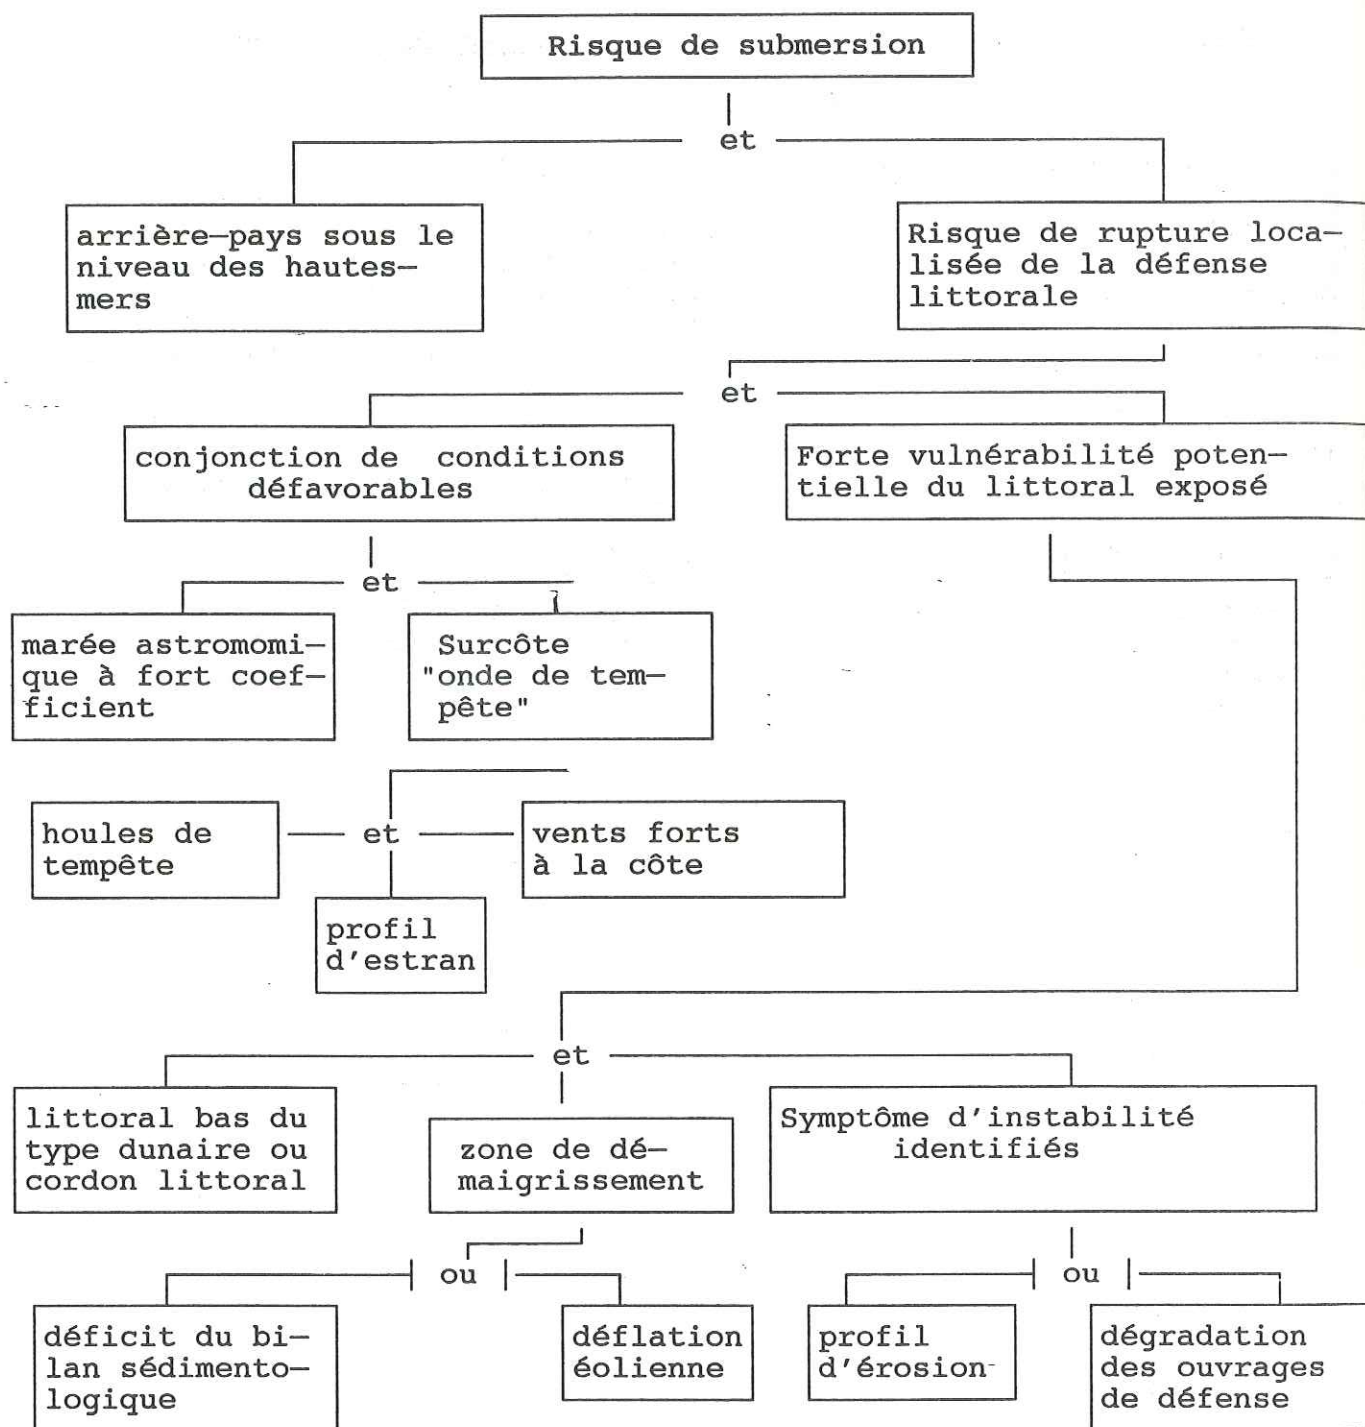 Risque de submersion
et
arrière—pays sous le
niveau des hautes—
mers
Risque de rupture loca—
lisée de la défense
littorale
et
conjonction de conditions
défavorables
Forte vulnérabilité poten—
tielle du littoral exposé
et
marée astromomi—
que à fort coef—
ficient
Surcôte
"onde de tem—
pête"
houles de
tempête
et
vents forts
à la côte
profil
d'estran
et
littoral bas du
type dunaire ou
cordon littoral
zone de dé—
maigrissement
Symptôme d'instabilité
identifiés
ou
ou
déficit du bi—
lan sédimento—
logique
déflation
éolienne
profil
d'érosion
dégradation
des ouvrages
de défense